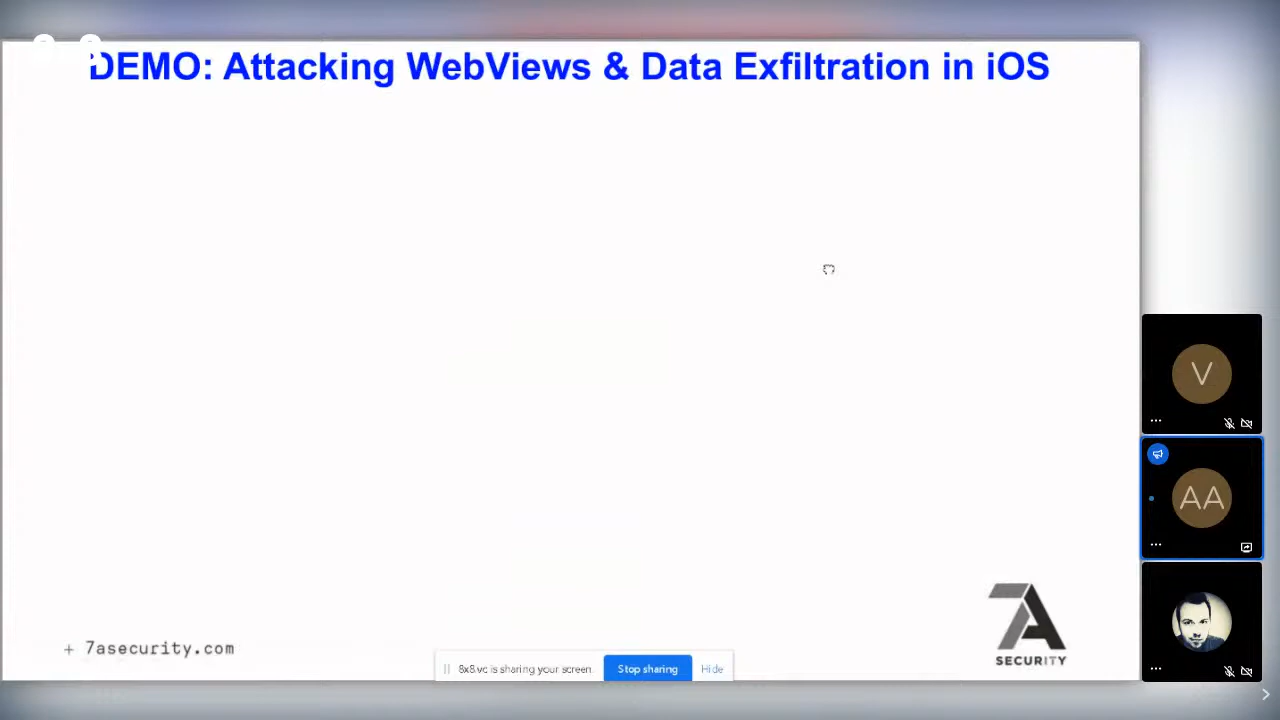 DEMO: Attacking WebViews & Data Exfiltration in iOS
V
AA
+ 7asecurity.com
7A
SECURITY
8x8.vc is sharing your screen.
Stop sharing
Hide